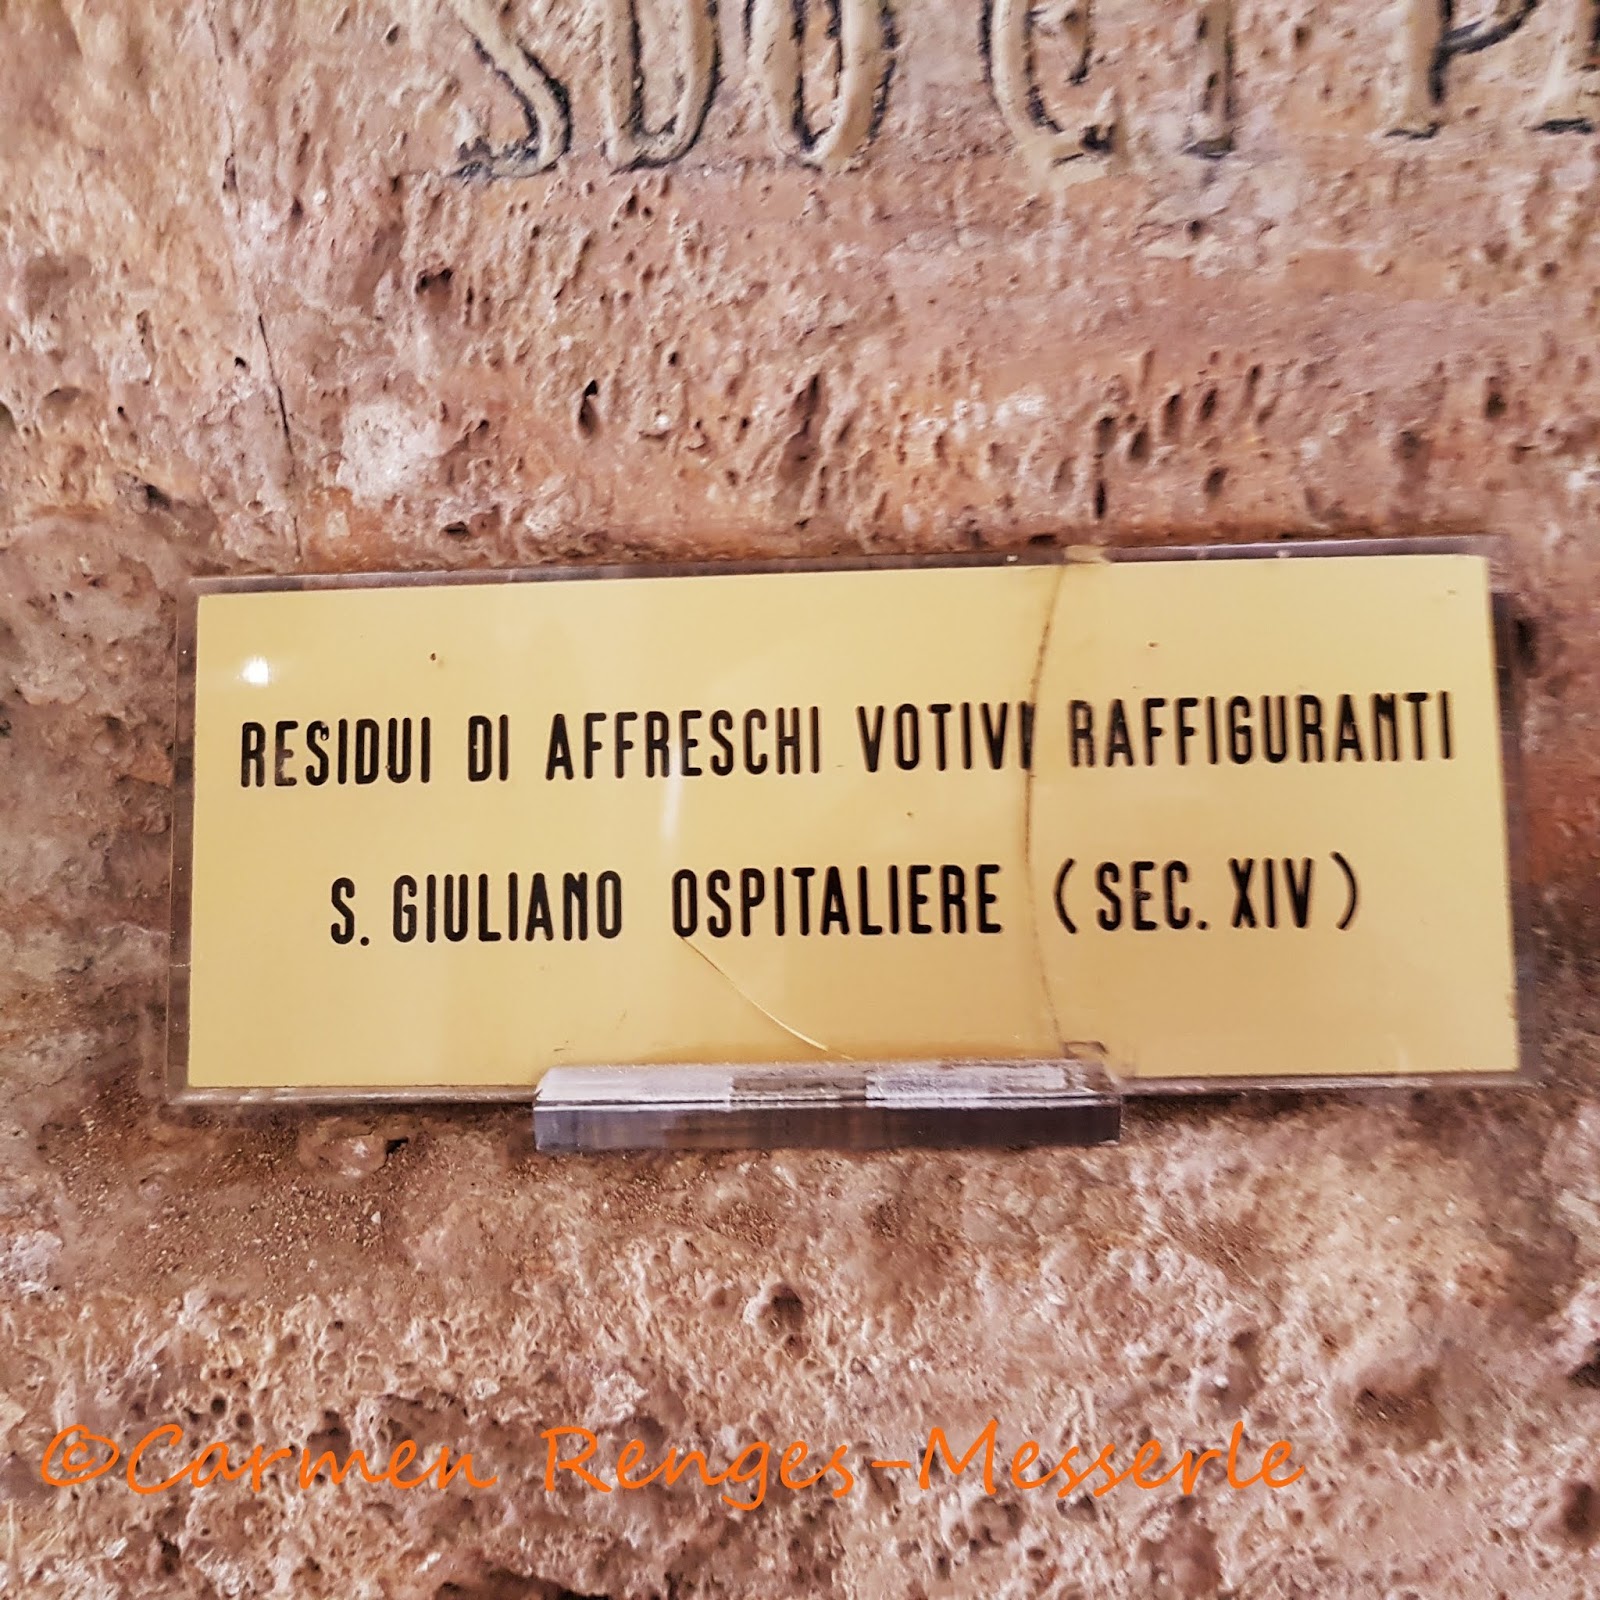 RESIDUI DI AFFRESCHI VOTIVI RAFFIGURANTI
S. GIULIANO OSPITALIERE (SEC. XIV)
©Carmen Renges-Messerle